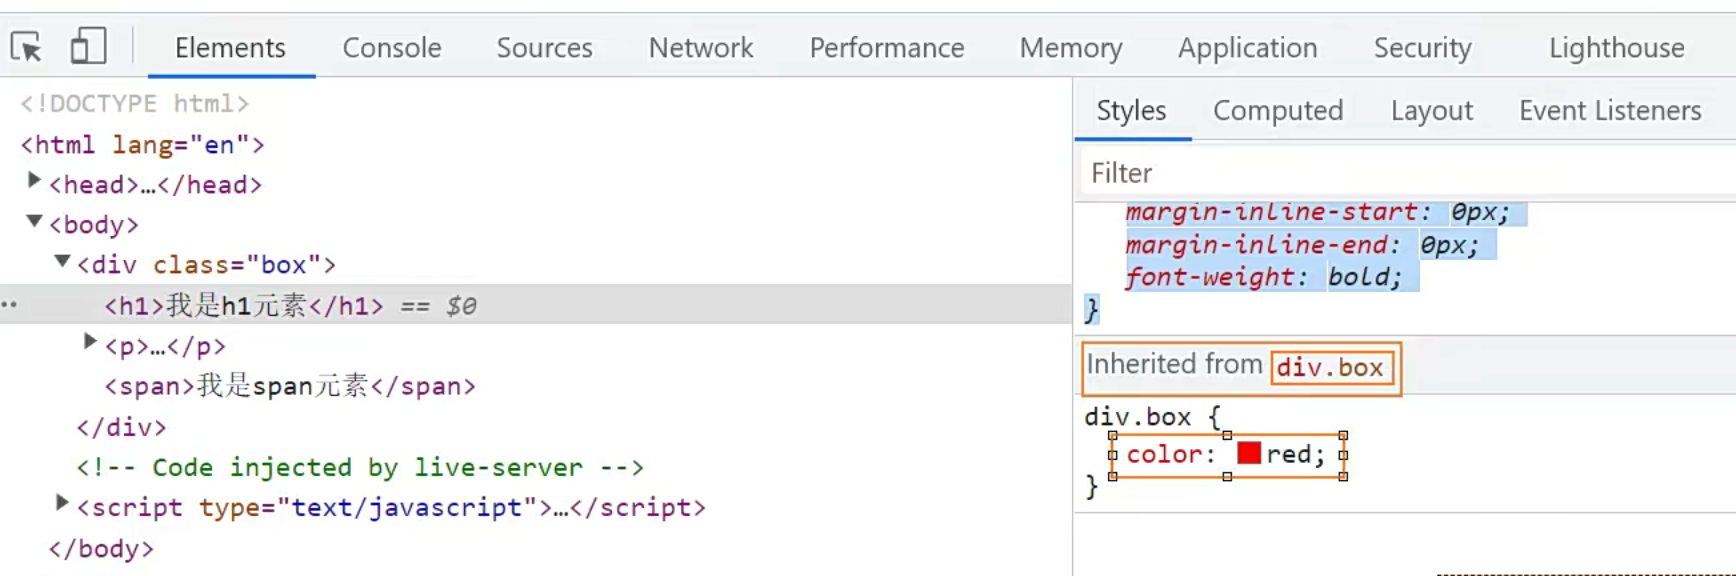 Elements Console Sources Network Performance Memory Application Security Lighthouse
<!DOCTYPE html>
<html lang="en">
<head>…</head>
<body>
<div class="box">
<h1>我是h1元素</h1> == $0
<p>…</p>
<span>我是span元素</span>
</div>
<!-- Code injected by live-server -->
<script type="text/javascript">…</script>
</body>
Styles Computed Layout Event Listeners
Filter
margin-inline-start: 0px;
margin-inline-end: 0px;
font-weight: bold;
}
Inherited from div.box
div.box {
color: red;
}